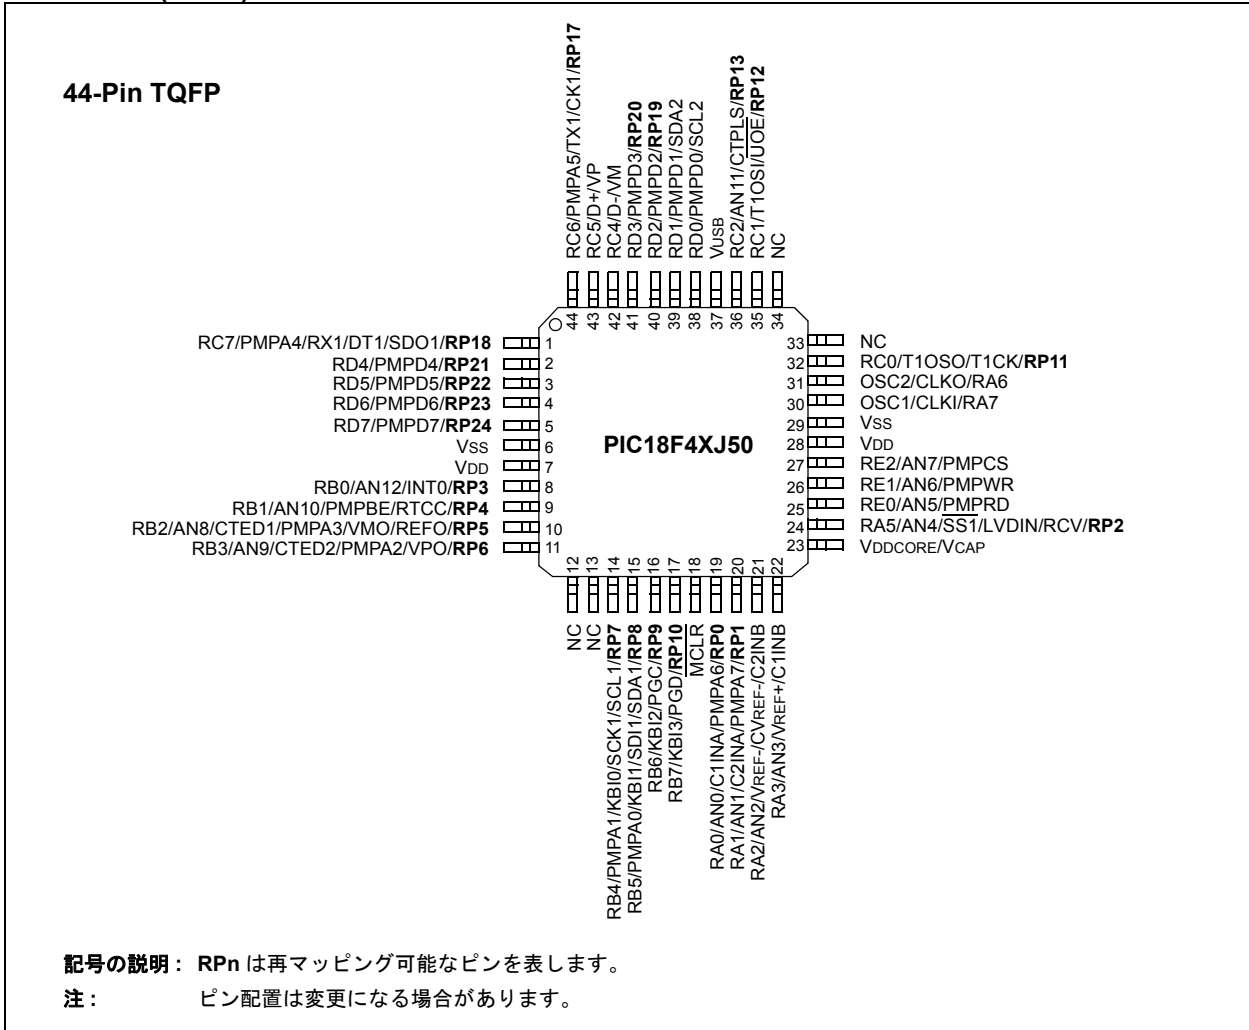 44-Pin TQFP
RC6/PMPA5/TX1/CK1/RP17
RC5/D+/VP
RC4/D-/VM
RD3/PMPD3/RP20
RD2/PMPD2/RP19
RD1/PMPD1/SDA2
RD0/PMPD0/SCL2
VUSB
RC2/AN11/CTPLS/RP13
RC1/T1OSI/UOE/RP12
NC
44
43
42
41
40
39
38
37
36
35
34
RC7/PMPA4/RX1/DT1/SDO1/RP18 1
RD4/PMPD4/RP21 2
RD5/PMPD5/RP22 3
RD6/PMPD6/RP23 4
RD7/PMPD7/RP24 5
VSS 6
VDD 7
RB0/AN12/INT0/RP3 8
RB1/AN10/PMPBE/RTCC/RP4 9
RB2/AN8/CTED1/PMPA3/VMO/REFO/RP5 10
RB3/AN9/CTED2/PMPA2/VPO/RP6 11
PIC18F4XJ50
33 NC
32 RC0/T1OSO/T1CK/RP11
31 OSC2/CLKO/RA6
30 OSC1/CLKI/RA7
29 VSS
28 VDD
27 RE2/AN7/PMPCS
26 RE1/AN6/PMPWR
25 RE0/AN5/PMPRD
24 RA5/AN4/SS1/LVDIN/RCV/RP2
23 VDDCORE/VCAP
12
13
14
15
16
17
18
19
20
21
22
NC
NC
RB4/PMPA1/KBI0/SCK1/SCL1/RP7
RB5/PMPA0/KBI1/SDI1/SDA1/RP8
RB6/KBI2/PGC/RP9
RB7/KBI3/PGD/RP10
MCLR
RA0/AN0/C1INA/PMPA6/RP0
RA1/AN1/C2INA/PMPA7/RP1
RA2/AN2/VREF-/CVREF-/C2INB
RA3/AN3/VREF+/C1INB
記号の説明： RPn は再マッピング可能なピンを表します。
注： ピン配置は変更になる場合があります。